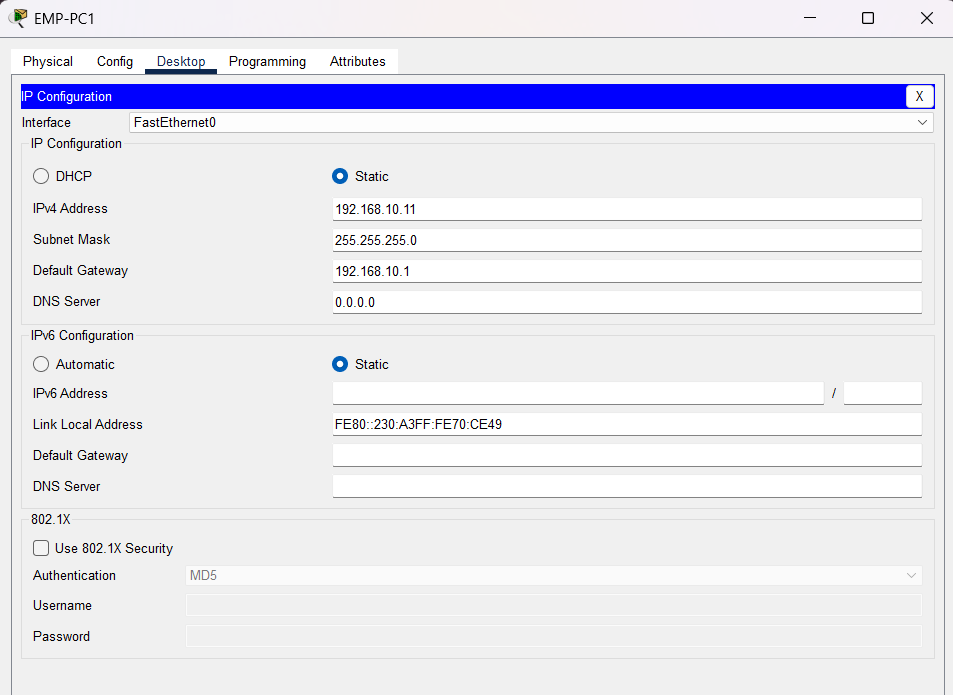 EMP-PC1
Physical Config Desktop Programming Attributes
IP Configuration X
Interface FastEthernet0
IP Configuration
DHCP Static
IPv4 Address 192.168.10.11
Subnet Mask 255.255.255.0
Default Gateway 192.168.10.1
DNS Server 0.0.0.0
IPv6 Configuration
Automatic Static
IPv6 Address /
Link Local Address FE80::230:A3FF:FE70:CE49
Default Gateway
DNS Server
802.1X
Use 802.1X Security
Authentication MD5
Username
Password